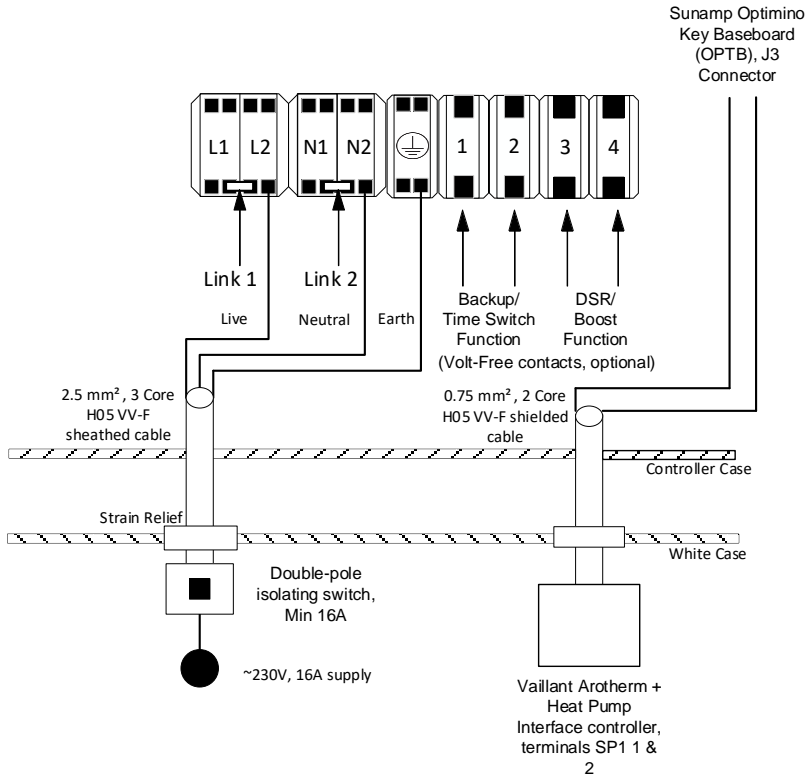 Sunamp Optimino
Key Baseboard
(OPTB), J3
Connector
L1
L2
N1
N2
1
2
3
4
Link 1
Link 2
Live
Neutral
Earth
Backup/
Time Switch
Function
DSR/
Boost
Function
(Volt-Free contacts, optional)
2.5 mm² , 3 Core
H05 VV-F
sheathed cable
0.75 mm² , 2 Core
H05 VV-F shielded
cable
Controller Case
Strain Relief
White Case
Double-pole
isolating switch,
Min 16A
~230V, 16A supply
Vaillant Arotherm +
Heat Pump
Interface controller,
terminals SP1 1 &
2